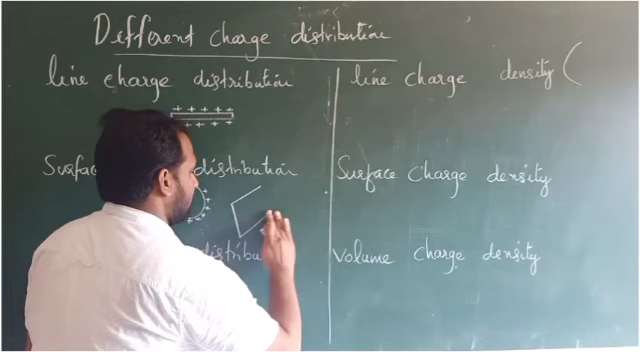 Different charge distribution
line charge distribution
+ + + + + +
+ + + + +
Surface distribution
distribu
line charge density (
Surface charge density
Volume charge density